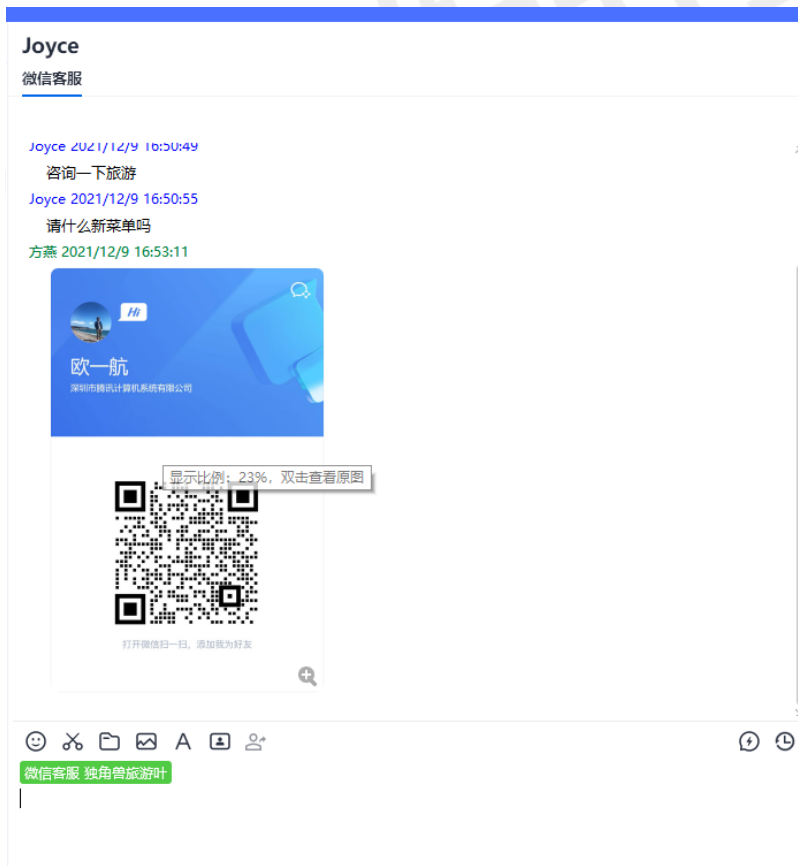 Joyce
微信客服
Joyce 2021/12/9 16:50:49
咨询一下旅游
Joyce 2021/12/9 16:50:55
请什么新菜单吗
方燕 2021/12/9 16:53:11
Hi
欧一航
深圳市腾讯计算机系统有限公司
显示比例：23%，双击查看原图
打开微信扫一扫，添加我为好友
微信客服 独角兽旅游叶